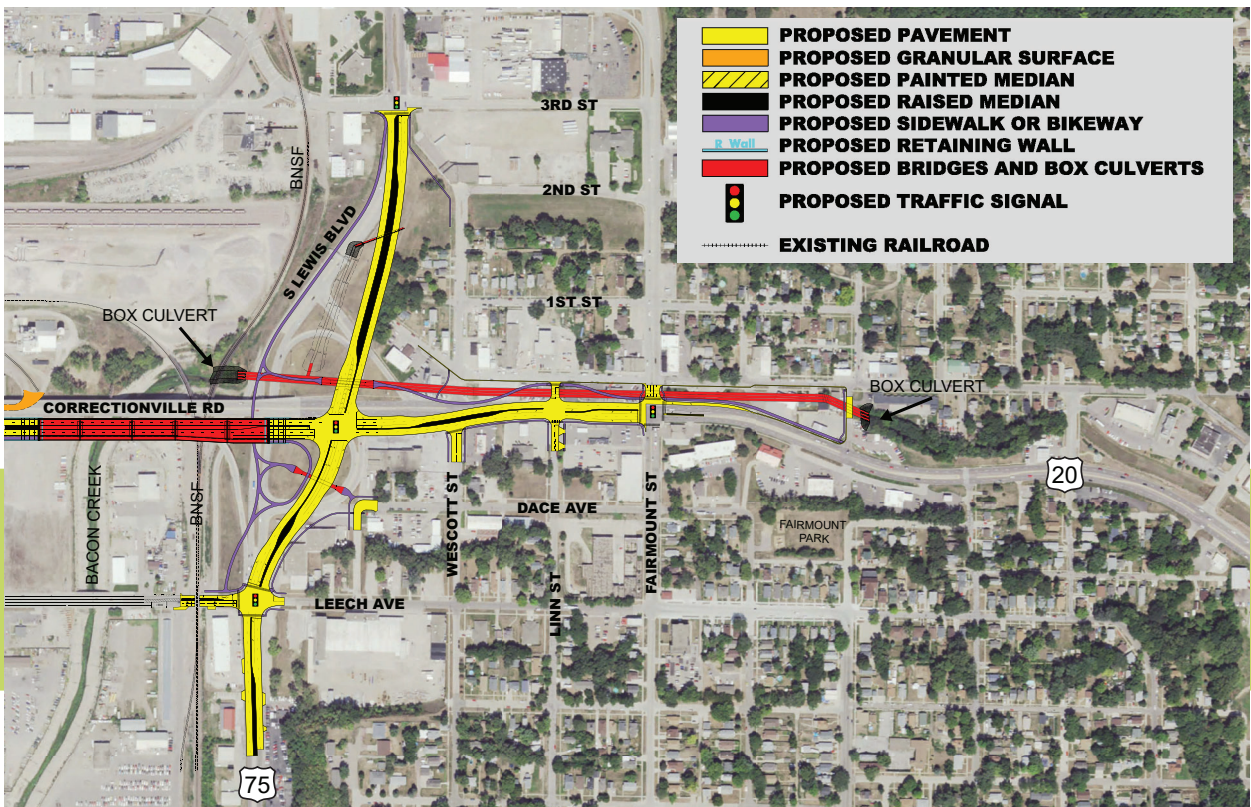 PROPOSED PAVEMENT
PROPOSED GRANULAR SURFACE
PROPOSED PAINTED MEDIAN
PROPOSED RAISED MEDIAN
PROPOSED SIDEWALK OR BIKEWAY
R Wall PROPOSED RETAINING WALL
PROPOSED BRIDGES AND BOX CULVERTS
PROPOSED TRAFFIC SIGNAL
EXISTING RAILROAD
3RD ST
BNSF
2ND ST
S LEWIS BLVD
1ST ST
BOX CULVERT
BOX CULVERT
CORRECTIONVILLE RD
20
BACON CREEK
BNSF
WESCOTT ST
DACE AVE
FAIRMOUNT ST
FAIRMOUNT
PARK
LINN ST
LEECH AVE
75